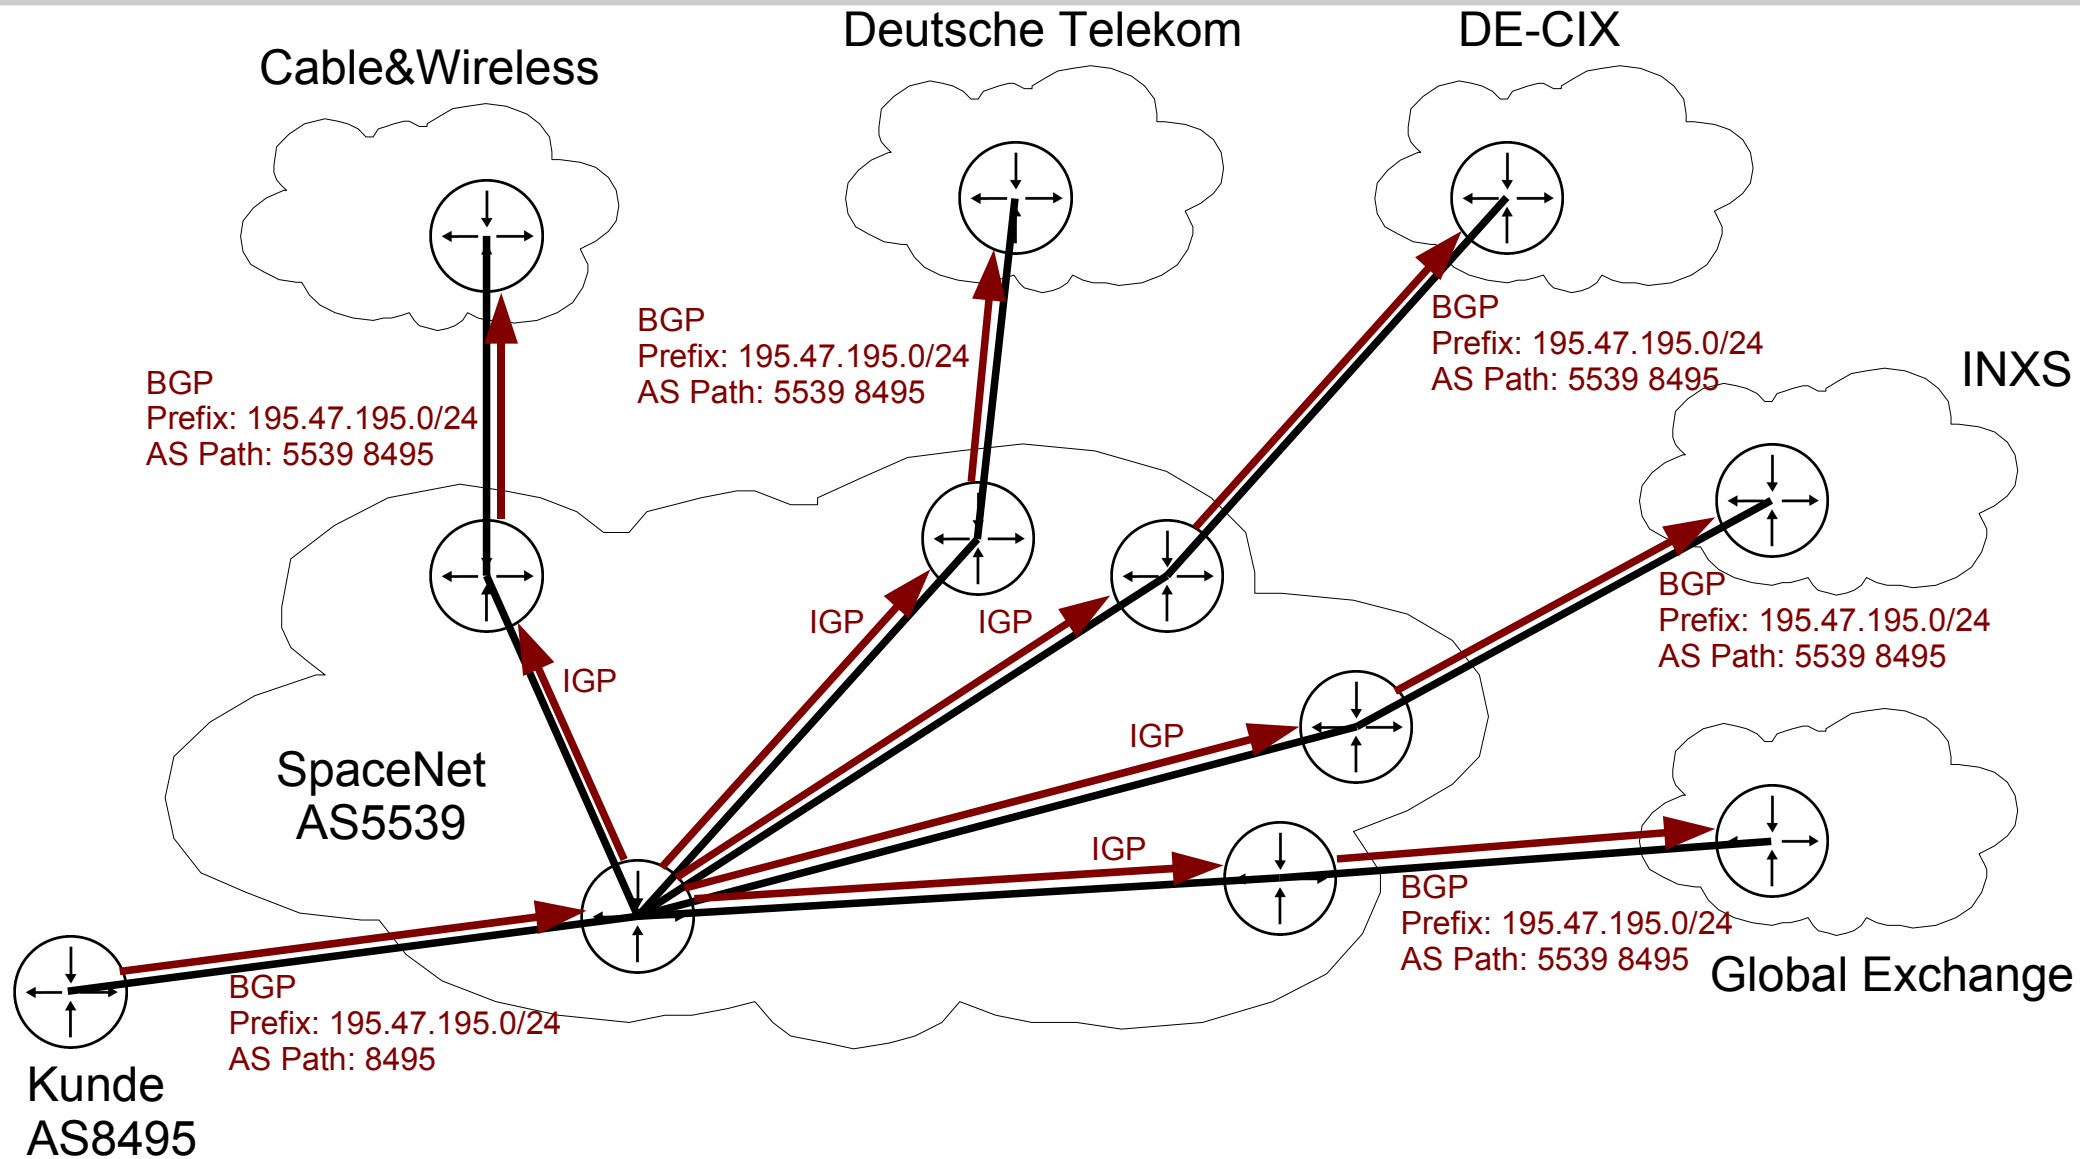 Deutsche Telekom
DE-CIX
Cable&Wireless
BGP
Prefix: 195.47.195.0/24
AS Path: 5539 8495
BGP
Prefix: 195.47.195.0/24
AS Path: 5539 8495
BGP
Prefix: 195.47.195.0/24
AS Path: 5539 8495
INXS
BGP
Prefix: 195.47.195.0/24
AS Path: 5539 8495
IGP
IGP
IGP
IGP
IGP
SpaceNet
AS5539
BGP
Prefix: 195.47.195.0/24
AS Path: 5539 8495
Global Exchange
BGP
Prefix: 195.47.195.0/24
AS Path: 8495
Kunde
AS8495